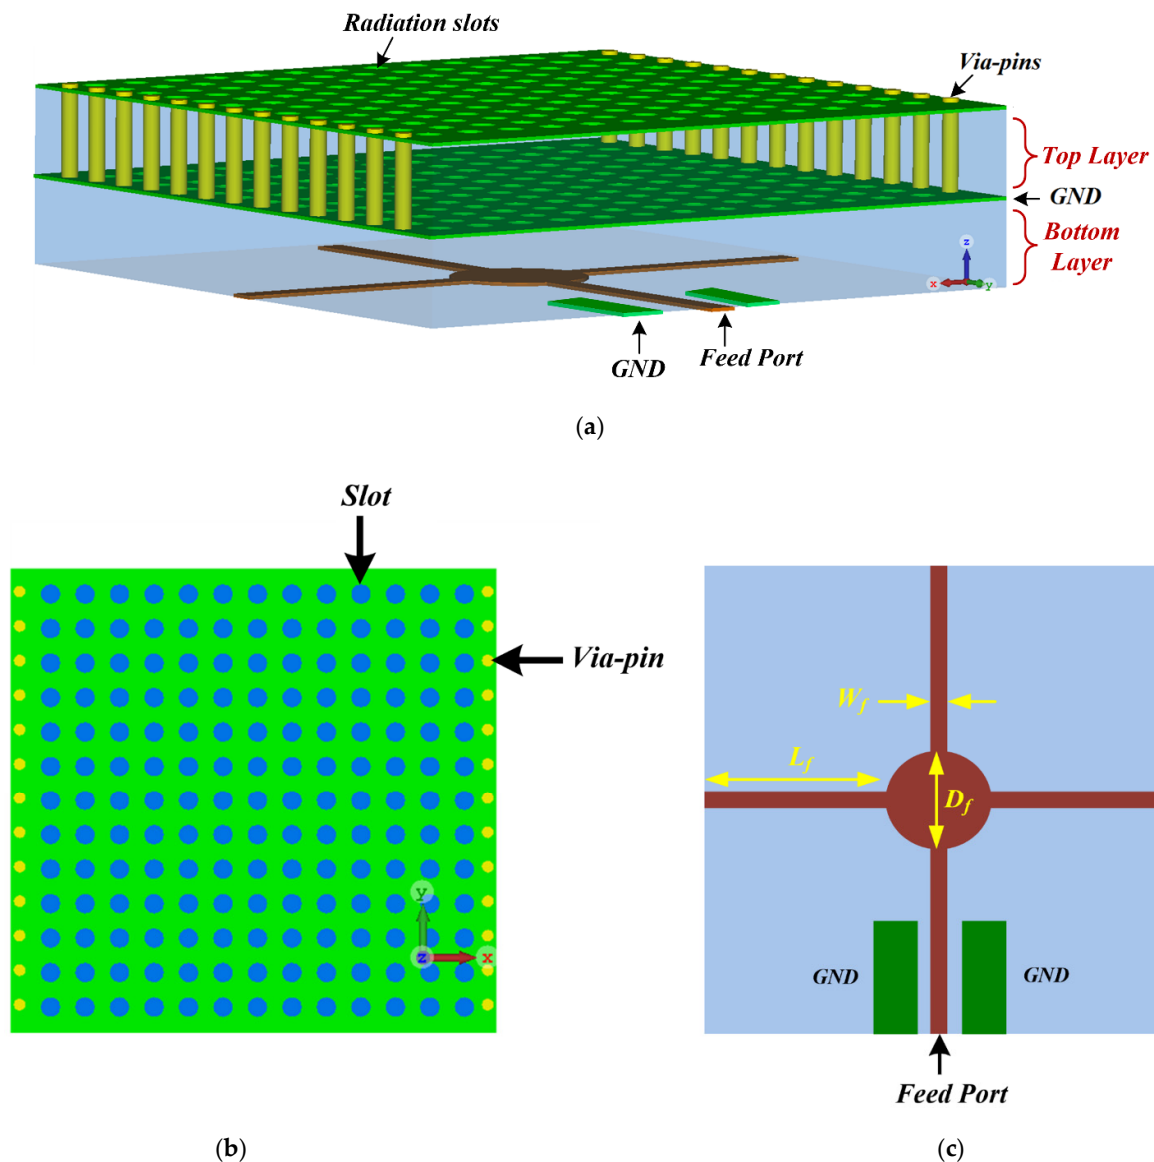 Radiation slots
Via-pins
Top Layer
GND
Bottom
Layer
z
x
y
Feed Port
GND
(a)
Slot
Via-pin
y
z
x
(b)
Wf
Lf
Df
GND
GND
Feed Port
(c)